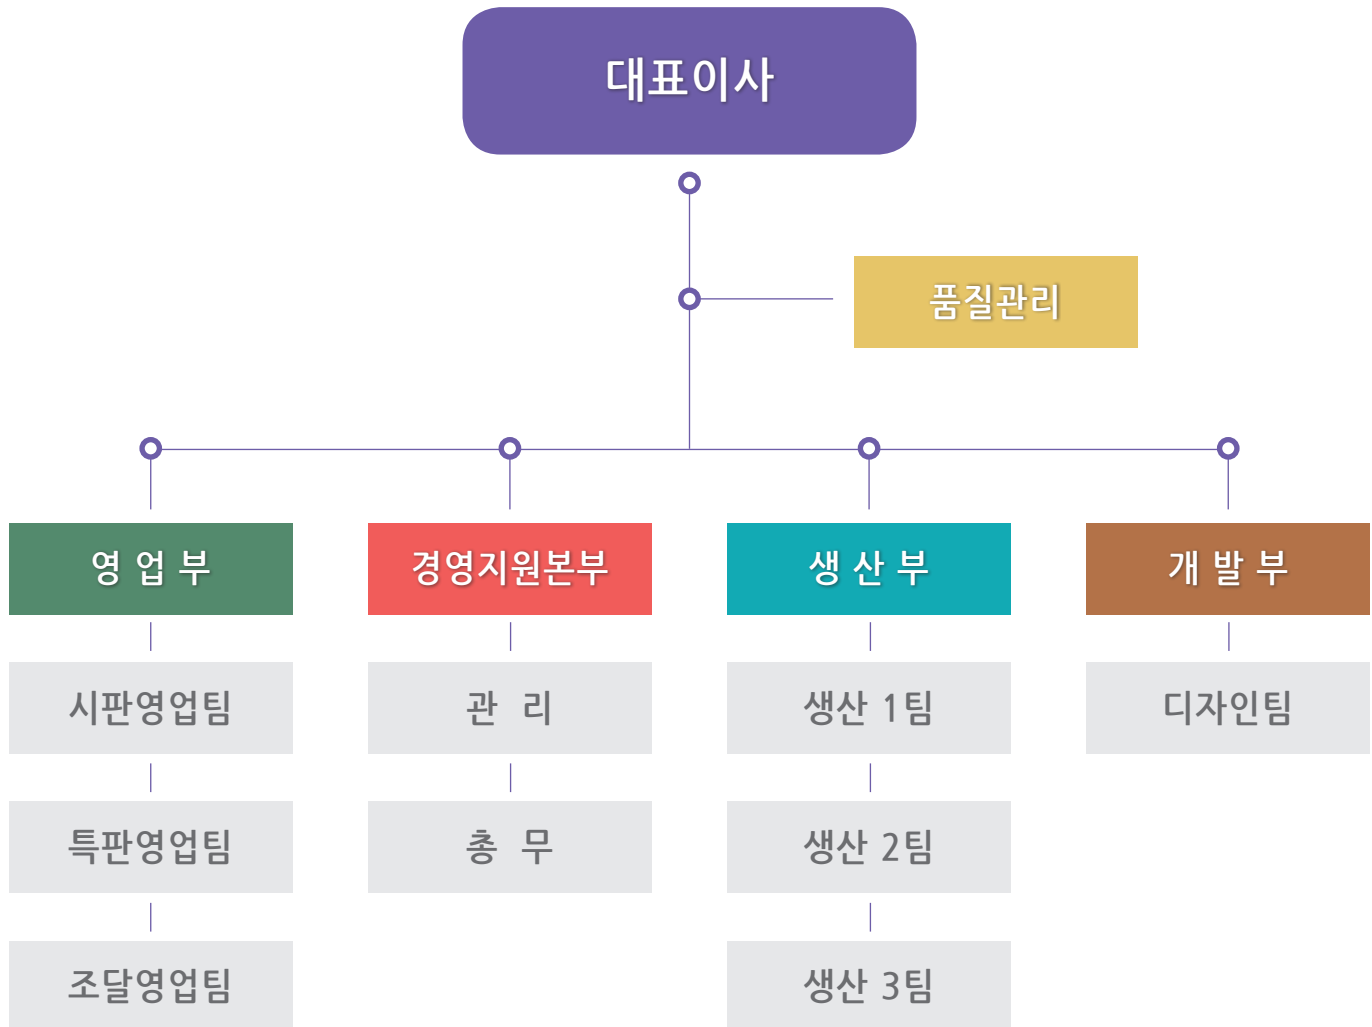 대표이사
품질관리
영 업 부
경영지원본부
생 산 부
개 발 부
시판영업팀
관 리
생산 1팀
디자인팀
특판영업팀
총 무
생산 2팀
조달영업팀
생산 3팀